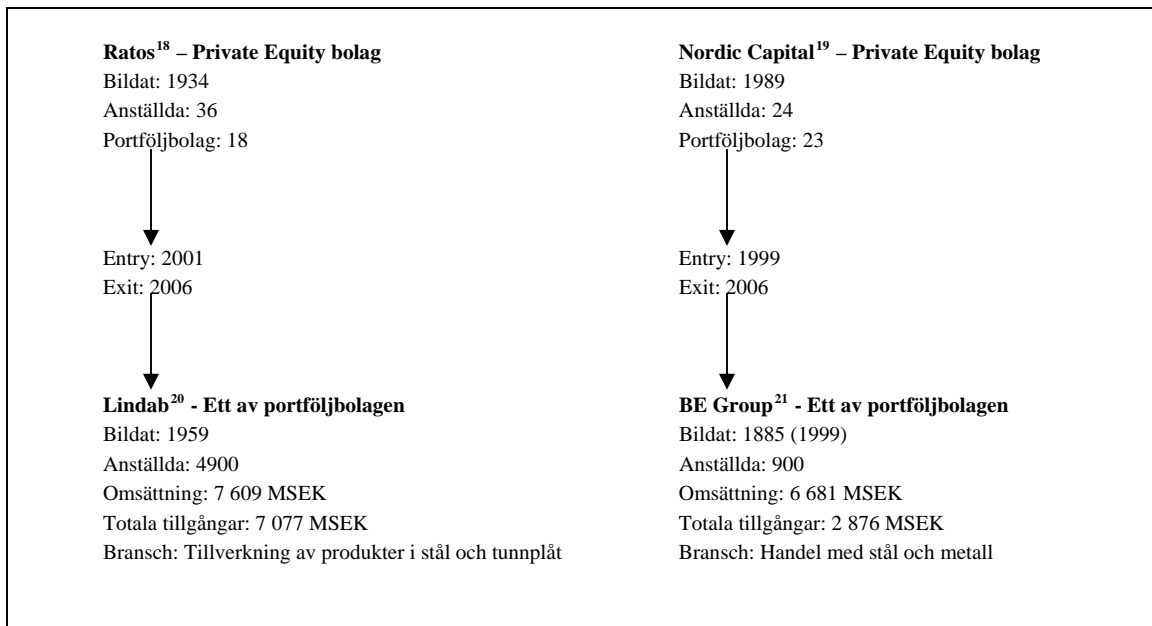 Ratos18 – Private Equity bolag
Bildat: 1934
Anställda: 36
Portföljbolag: 18
Entry: 2001
Exit: 2006
Lindab20 - Ett av portföljbolagen
Bildat: 1959
Anställda: 4900
Omsättning: 7 609 MSEK
Totala tillgångar: 7 077 MSEK
Bransch: Tillverkning av produkter i stål och tunnplåt
Nordic Capital19 – Private Equity bolag
Bildat: 1989
Anställda: 24
Portföljbolag: 23
Entry: 1999
Exit: 2006
BE Group21 - Ett av portföljbolagen
Bildat: 1885 (1999)
Anställda: 900
Omsättning: 6 681 MSEK
Totala tillgångar: 2 876 MSEK
Bransch: Handel med stål och metall